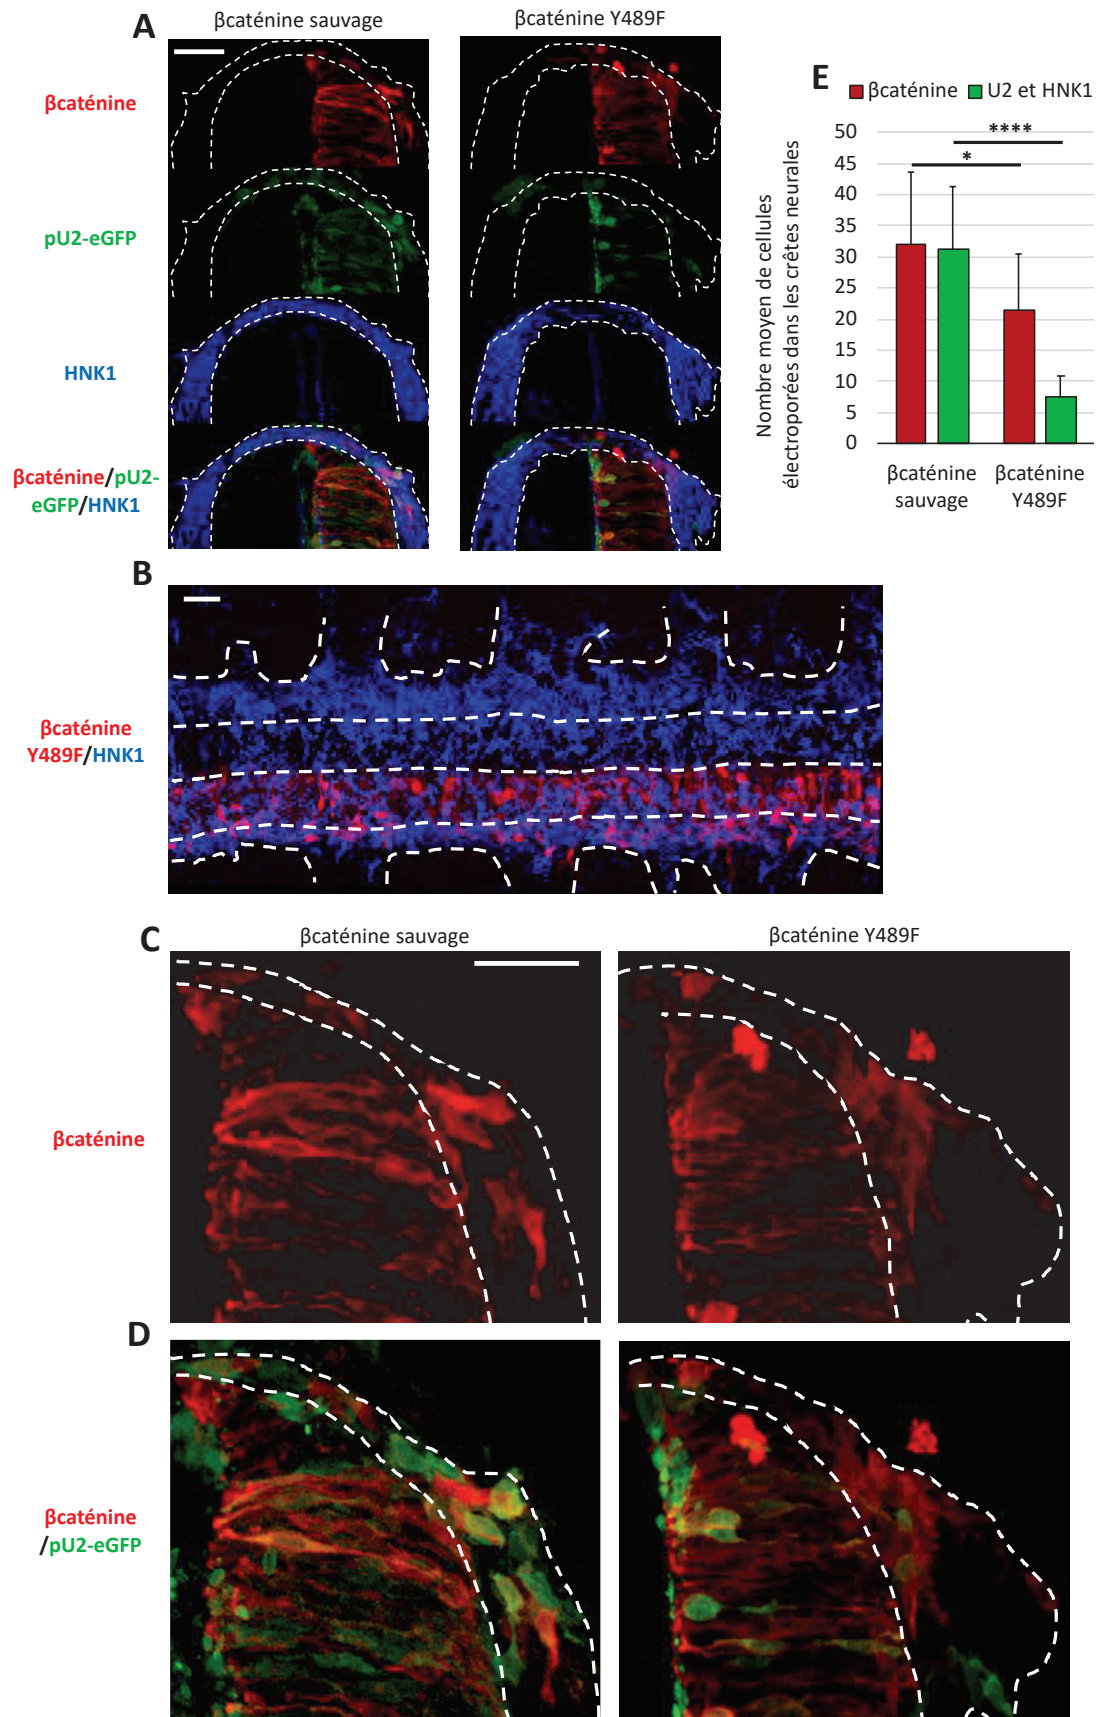 A
βcaténine sauvage
βcaténine Y489F
βcaténine
pU2-eGFP
HNK1
βcaténine/pU2-
eGFP/HNK1
E
βcaténine
U2 et HNK1
Nombre moyen de cellules
électroporées dans les crêtes neurales
50
45
40
35
30
25
20
15
10
5
0
****
*
βcaténine
sauvage
βcaténine
Y489F
B
βcaténine
Y489F/HNK1
C
βcaténine sauvage
βcaténine Y489F
βcaténine
D
βcaténine
/pU2-eGFP